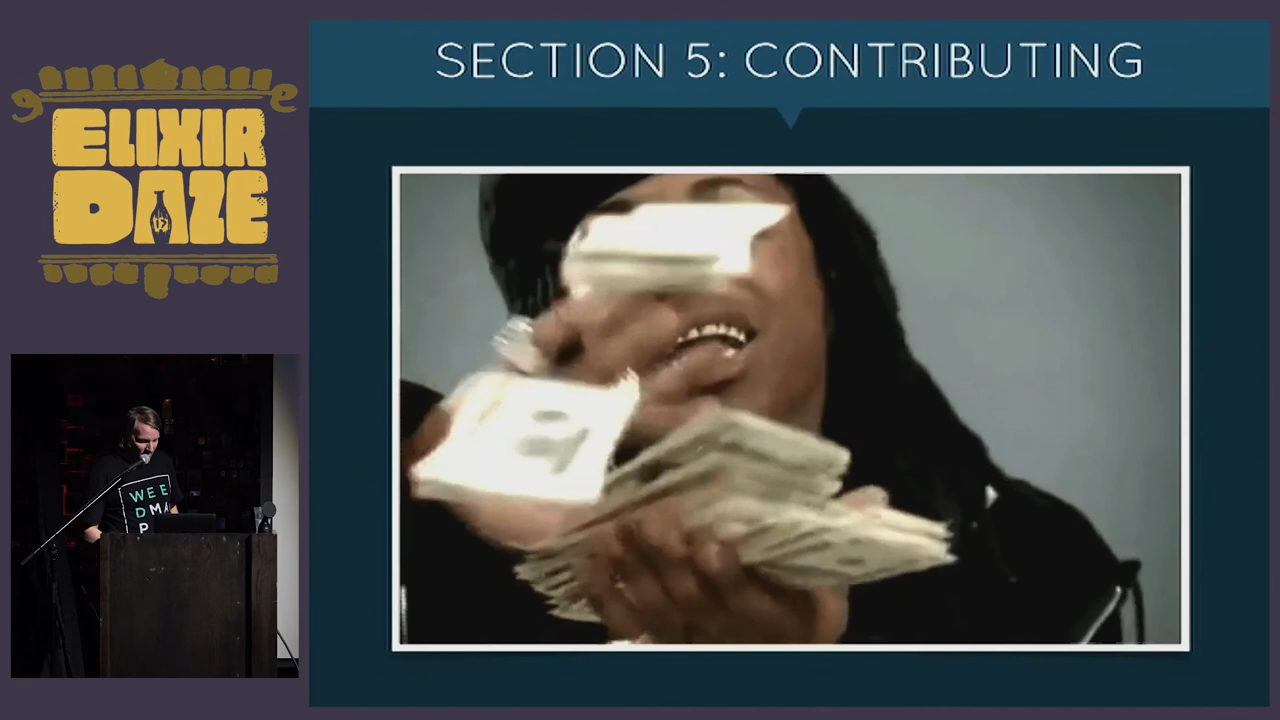 ELIXIR
DAZE
SECTION 5: CONTRIBUTING
WEE
DMA
P